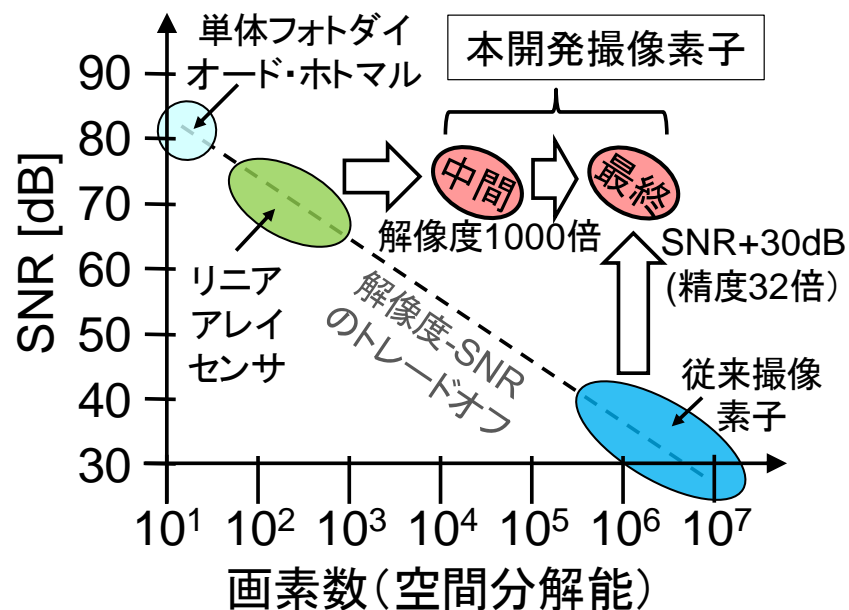 単体フォトダイ
オード・ホトマル
本開発撮像素子
SNR [dB]
90
80
70
60
50
40
30
中間
最終
解像度1000倍
SNR+30dB
(精度32倍)
リニア
アレイ
センサ
解像度-SNR
のトレードオフ
従来撮像
素子
10¹
10²
10³
10⁴
10⁵
10⁶
10⁷
画素数(空間分解能)